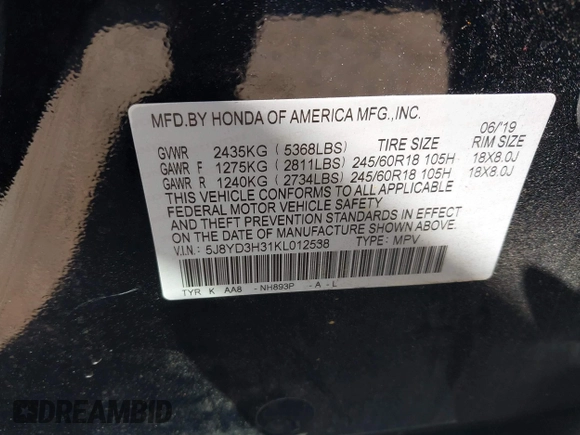 MFD.BY HONDA OF AMERICA MFG.,INC.
06/'19
GVWR 2435KG (5368LBS) TIRE SIZE RIM SIZE
GAWR F 1275KG (2811LBS) 245/60R18 105H 18X8.0J
GAWR R 1240KG (2734LBS) 245/60R18 105H 18X8.0J
THIS VEHICLE CONFORMS TO ALL APPLICABLE
FEDERAL MOTOR VEHICLE SAFETY
AND THEFT PREVENTION STANDARDS IN EFFECT
ON THE DATE OF MANUFACTURE SHOWN ABOVE.
V.I.N.: 5J8YD3H31KL012538 TYPE: MPV
TYR K AA8 -NH893P -A-L
DREAMBID